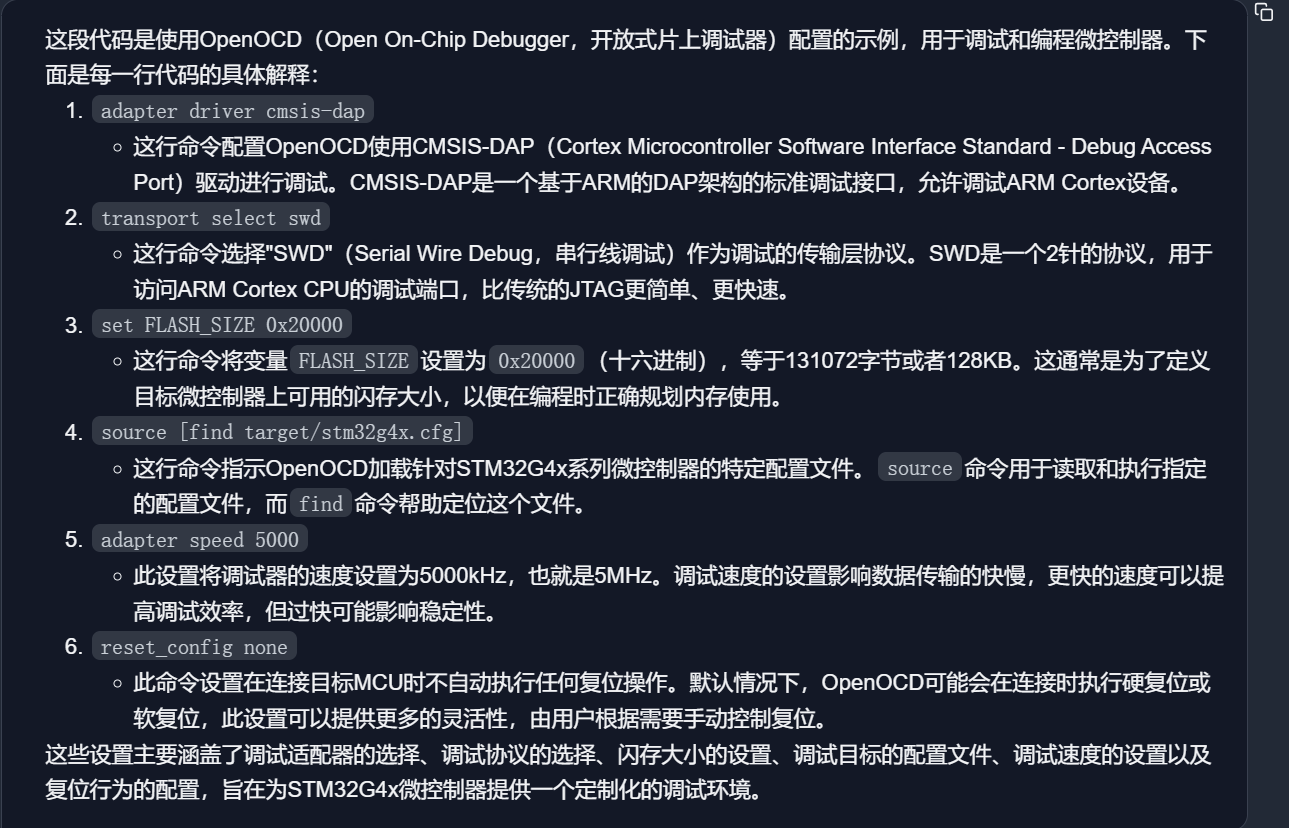 这段代码是使用OpenOCD（Open On-Chip Debugger，开放式片上调试器）配置的示例，用于调试和编程微控制器。下
面是每一行代码的具体解释：
1. adapter driver cmsis-dap
○ 这行命令配置OpenOCD使用CMSIS-DAP（Cortex Microcontroller Software Interface Standard - Debug Access
Port）驱动进行调试。CMSIS-DAP是一个基于ARM的DAP架构的标准调试接口，允许调试ARM Cortex设备。
2. transport select swd
○ 这行命令选择"SWD"（Serial Wire Debug，串行线调试）作为调试的传输层协议。SWD是一个2针的协议，用于
访问ARM Cortex CPU的调试端口，比传统的JTAG更简单、更快速。
3. set FLASH_SIZE 0x20000
○ 这行命令将变量 FLASH_SIZE 设置为 0x20000 （十六进制），等于131072字节或者128KB。这通常是为了定义
目标微控制器上可用的闪存大小，以便在编程时正确规划内存使用。
4. source [find target/stm32g4x.cfg]
○ 这行命令指示OpenOCD加载针对STM32G4x系列微控制器的特定配置文件。 source 命令用于读取和执行指定
的配置文件，而 find 命令帮助定位这个文件。
5. adapter speed 5000
○ 此设置将调试器的速度设置为5000kHz，也就是5MHz。调试速度的设置影响数据传输的快慢，更快的速度可以提
高调试效率，但过快可能影响稳定性。
6. reset_config none
○ 此命令设置在连接目标MCU时不自动执行任何复位操作。默认情况下，OpenOCD可能会在连接时执行硬复位或
软复位，此设置可以提供更多的灵活性，由用户根据需要手动控制复位。
这些设置主要涵盖了调试适配器的选择、调试协议的选择、闪存大小的设置、调试目标的配置文件、调试速度的设置以及
复位行为的配置，旨在为STM32G4x微控制器提供一个定制化的调试环境。